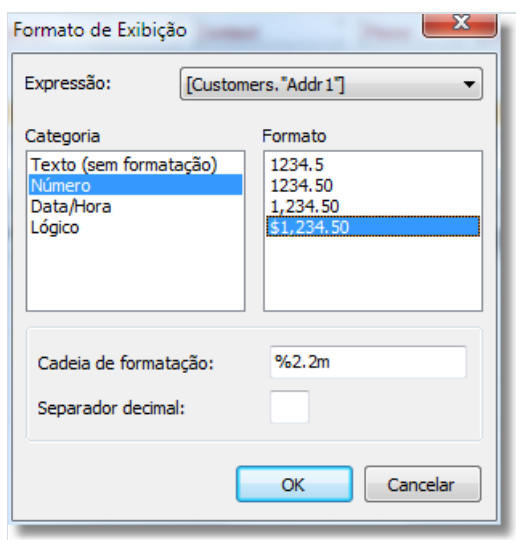 Formato de Exibição
Expressão: [Customers."Addr1"]
Categoria
Texto (sem formatação)
Número
Data/Hora
Lógico
Formato
1234.5
1234.50
1,234.50
$1,234.50
Cadeia de formatação: %2.2m
Separador decimal:
OK Cancelar